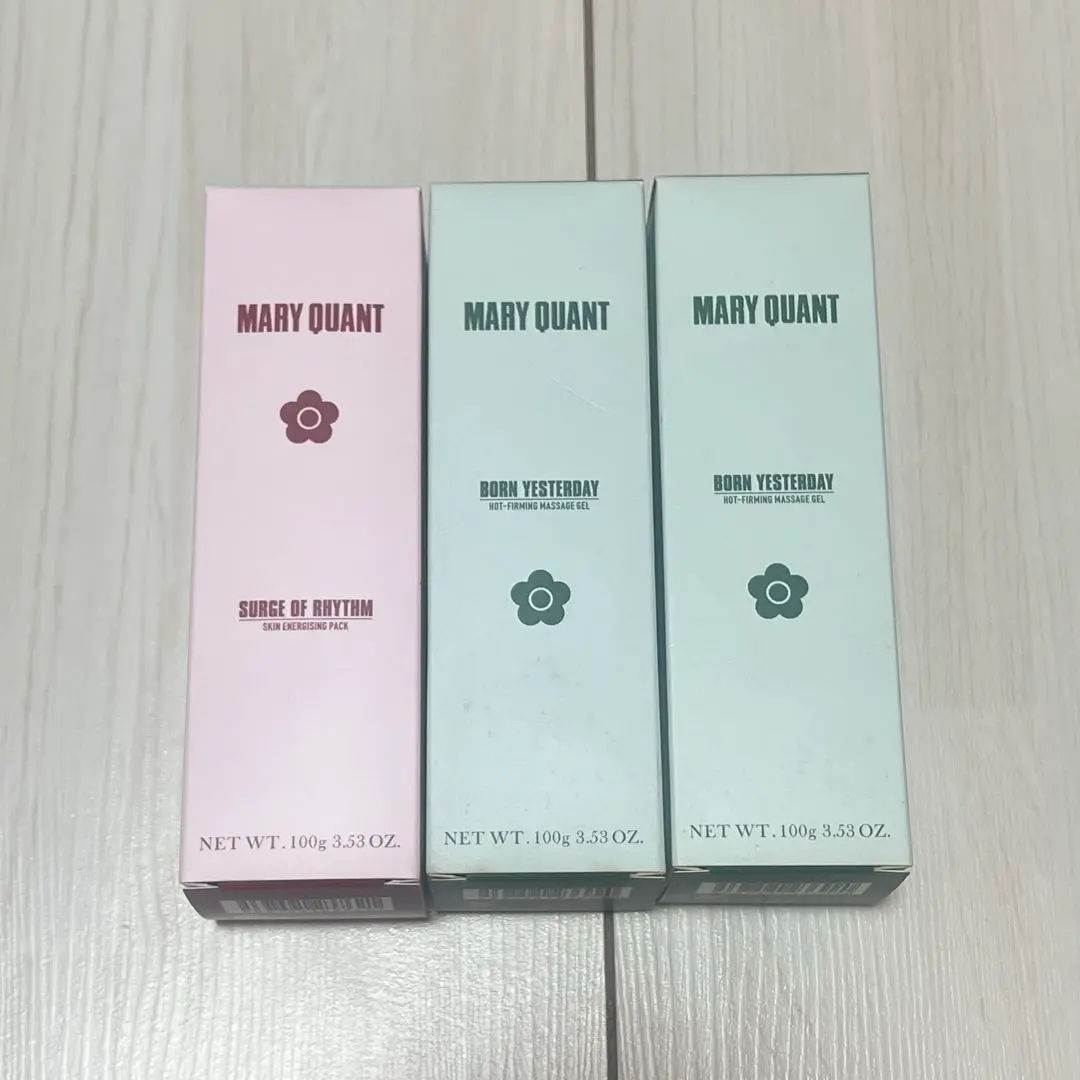 MARY QUANT
SURGE OF RHYTHM
SKIN ENERGISING PACK
NET WT. 100g 3.53 OZ.
MARY QUANT
BORN YESTERDAY
HOT-FIRMING MASSAGE GEL
NET WT. 100g 3.53 OZ.
MARY QUANT
BORN YESTERDAY
HOT-FIRMING MASSAGE GEL
NET WT. 100g 3.53 OZ.